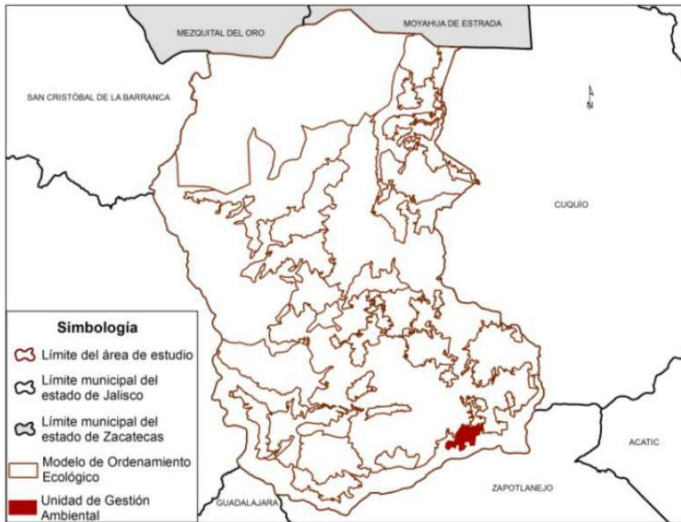 MEZQUITAL DEL ORO
MOYAHUA DE ESTRADA
SAN CRISTÓBAL DE LA BARRANCA
N
CUQUÍO
Simbología
Límite del área de estudio
Límite municipal del
estado de Jalisco
Límite municipal del
estado de Zacatecas
Modelo de Ordenamiento
Ecológico
Unidad de Gestión
Ambiental
GUADALAJARA
ZAPOTLANEJO
ACATIC